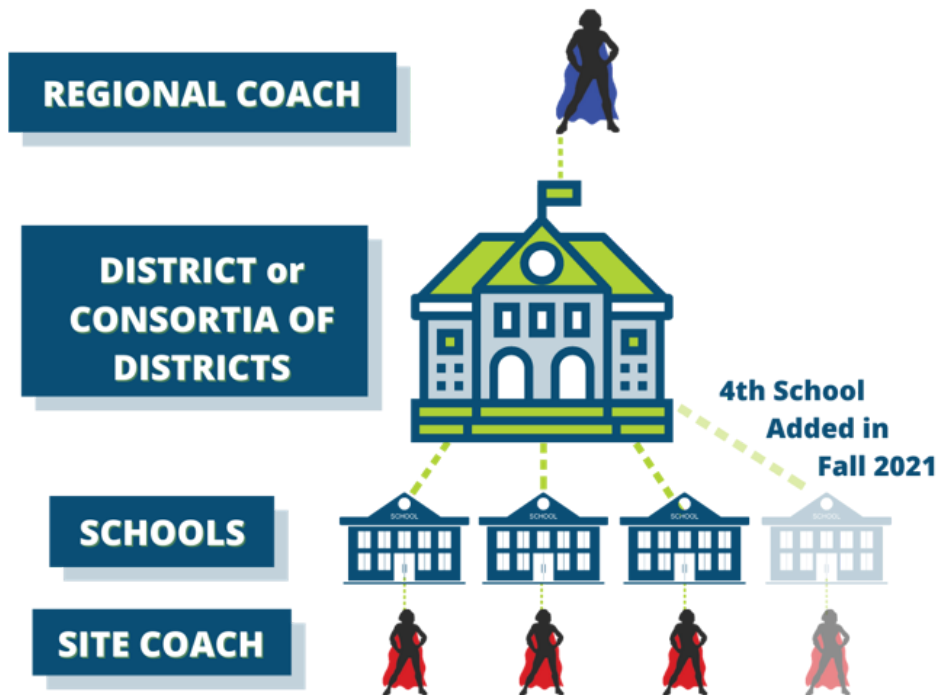 REGIONAL COACH
DISTRICT or
CONSORTIA OF
DISTRICTS
4th School
Added in
Fall 2021
SCHOOLS
SCHOOL
SCHOOL
SCHOOL
SCHOOL
SITE COACH